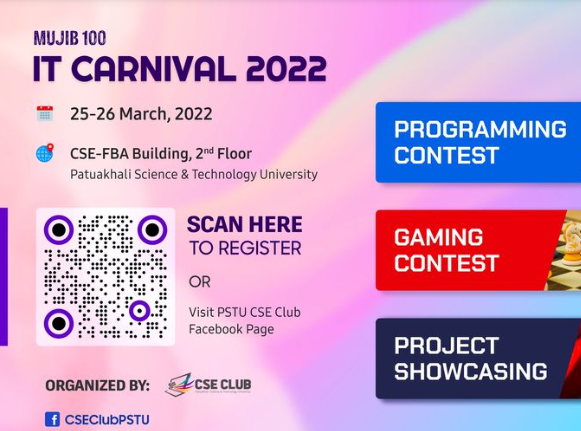 MUJIB 100
IT CARNIVAL 2022
25-26 March, 2022
CSE-FBA Building, 2nd Floor
Patuakhali Science & Technology University
SCAN HERE
TO REGISTER
OR
Visit PSTU CSE Club
Facebook Page
ORGANIZED BY: CSE CLUB
CSEClubPSTU
PROGRAMMING
CONTEST
GAMING
CONTEST
PROJECT
SHOWCASING